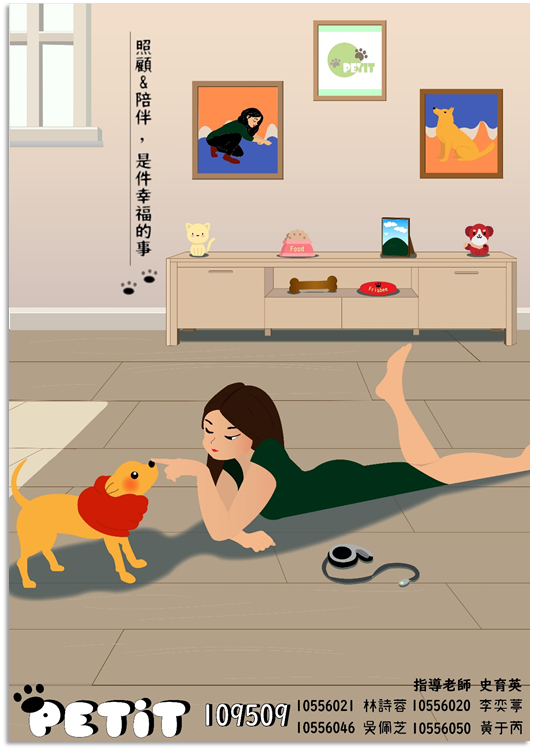 PETIT
照顧&陪伴，是件幸福的事
Food
Frisbee
指導老師 史育英
PETIT 109509
10556021 林詩蓉 10556020 李奕葶
10556046 吳佩芝 10556050 黃于丙